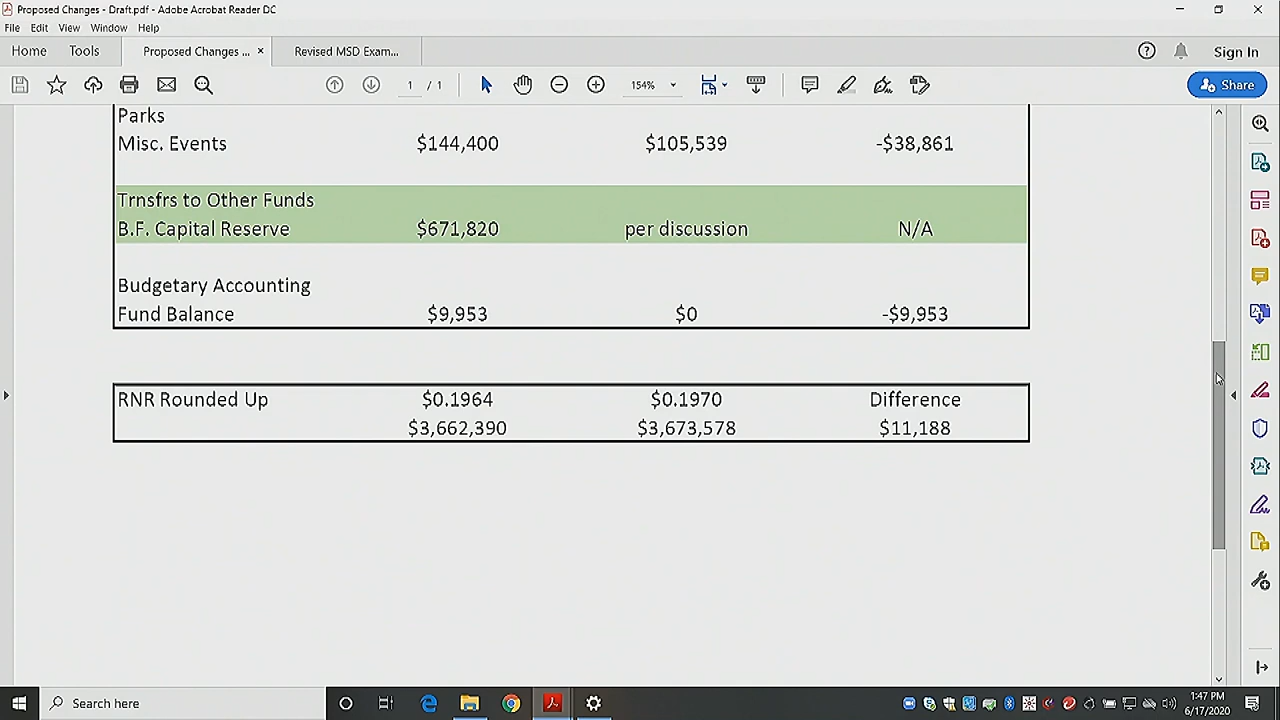 Proposed Changes - Draft.pdf - Adobe Acrobat Reader DC
File Edit View Window Help
Home Tools Proposed Changes ... × Revised MSD Exam... Sign In
1 / 1 154% Share
Parks
Misc. Events $144,400 $105,539 -$38,861
Trnsfrs to Other Funds
B.F. Capital Reserve $671,820 per discussion N/A
Budgetary Accounting
Fund Balance $9,953 $0 -$9,953
RNR Rounded Up $0.1964 $0.1970 Difference
$3,662,390 $3,673,578 $11,188
Search here
1:47 PM
6/17/2020